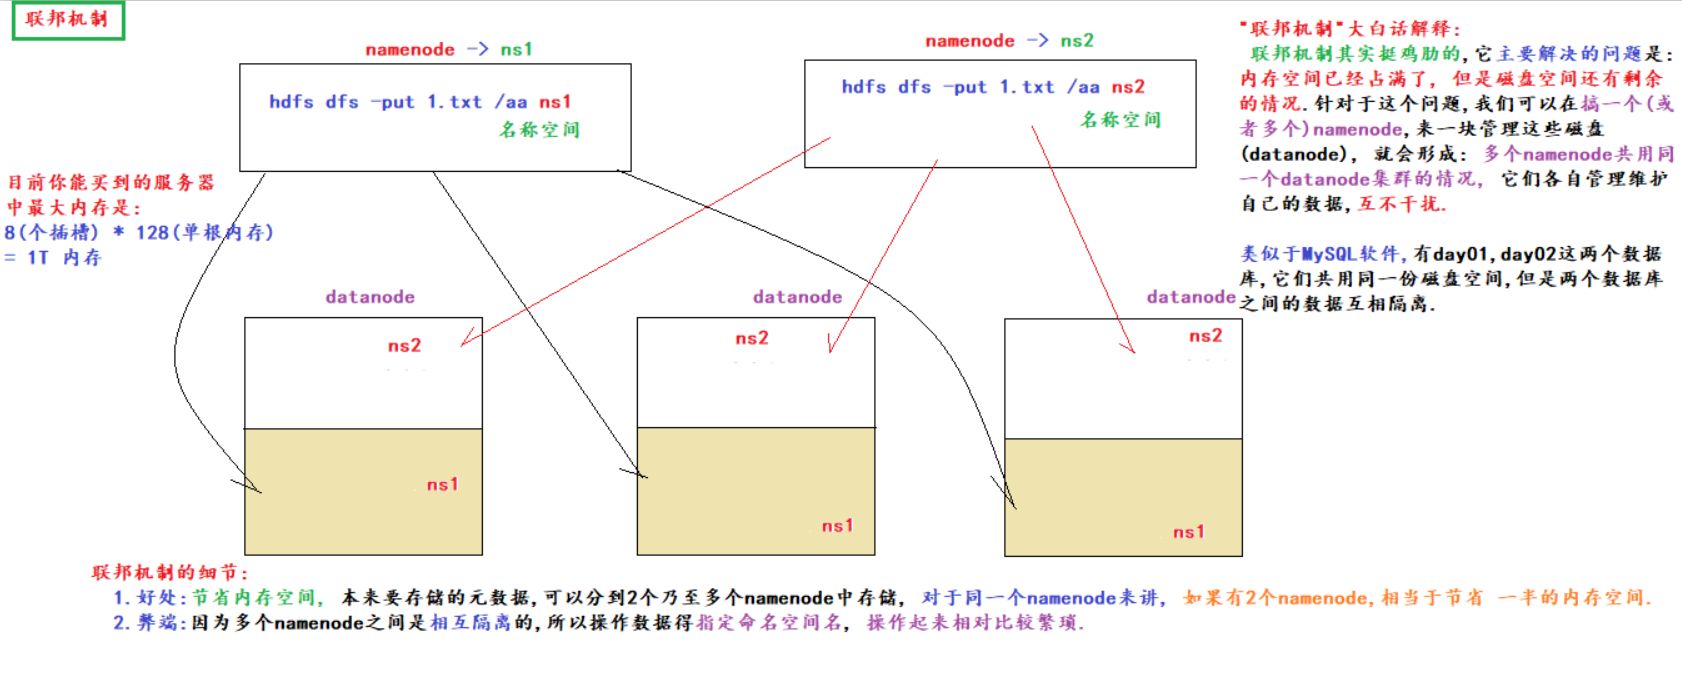 联邦机制
namenode -> ns1
hdfs dfs -put 1.txt /aa ns1
名称空间
namenode -> ns2
hdfs dfs -put 1.txt /aa ns2
名称空间
"联邦机制"大白话解释:
联邦机制其实挺鸡肋的,它主要解决的问题是:
内存空间已经占满了, 但是磁盘空间还有剩余
的情况.针对于这个问题,我们可以在搞一个(或
者多个)namenode,来一块管理这些磁盘
(datanode), 就会形成: 多个namenode共用同
一个datanode集群的情况, 它们各自管理维护
自己的数据,互不干扰.
类似于MySQL软件,有day01,day02这两个数据
库,它们共用同一份磁盘空间,但是两个数据库
之间的数据互相隔离.
目前你能买到的服务器
中最大内存是:
8(个插槽) * 128(单根内存)
= 1T 内存
datanode
ns2
ns1
datanode
ns2
ns1
datanode
ns2
ns1
联邦机制的细节:
1.好处:节省内存空间, 本来要存储的元数据,可以分到2个乃至多个namenode中存储, 对于同一个namenode来讲, 如果有2个namenode,相当于节省 一半的内存空间.
2.弊端:因为多个namenode之间是相互隔离的,所以操作数据得指定命名空间名, 操作起来相对比较繁琐.